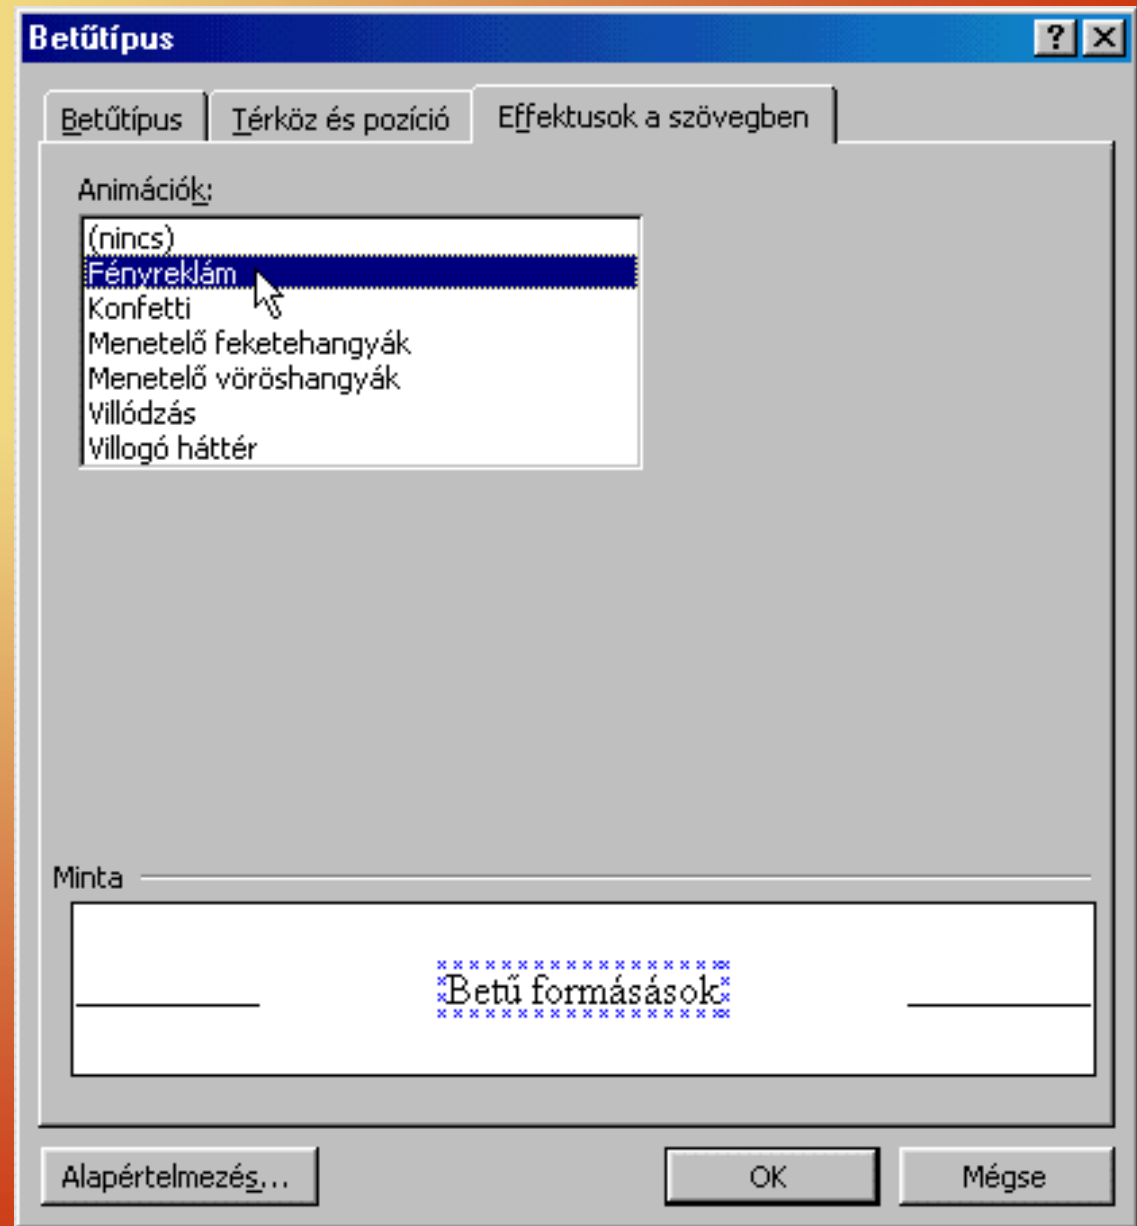 Betűtípus
Betűtípus Térköz és pozíció Effektusok a szövegben
Animációk:
(nincs)
Fényreklám
Konfetti
Menetelő feketehangyák
Menetelő vöröshangyák
Villódzás
Villogó háttér
Minta
Betű formásások
Alapértelmezés... OK Mégse